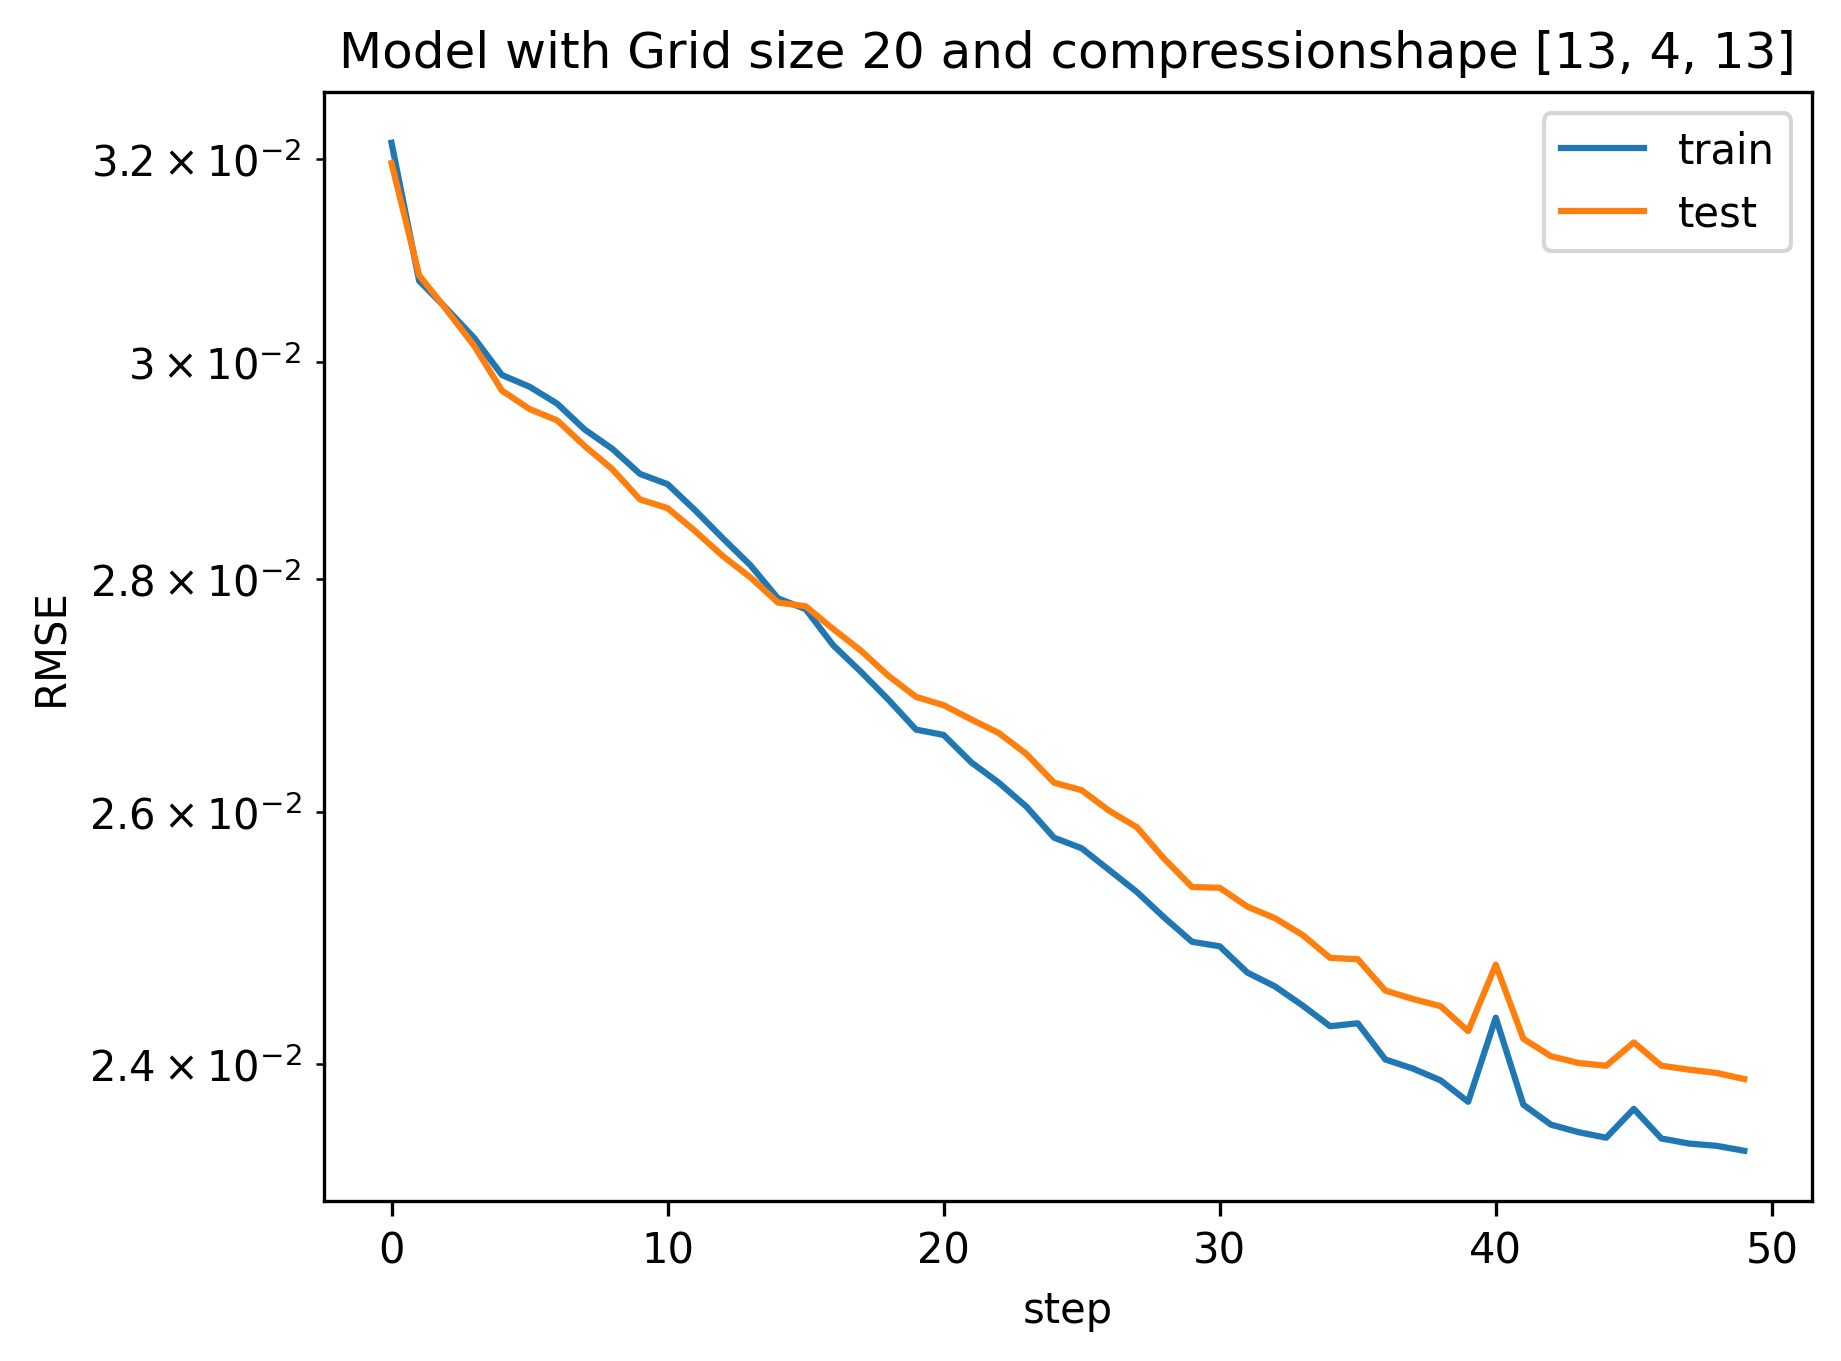 Model with Grid size 20 and compressionshape [13, 4, 13]
train
test
3.2 × 10⁻²
3 × 10⁻²
2.8 × 10⁻²
2.6 × 10⁻²
2.4 × 10⁻²
RMSE
0 10 20 30 40 50
step